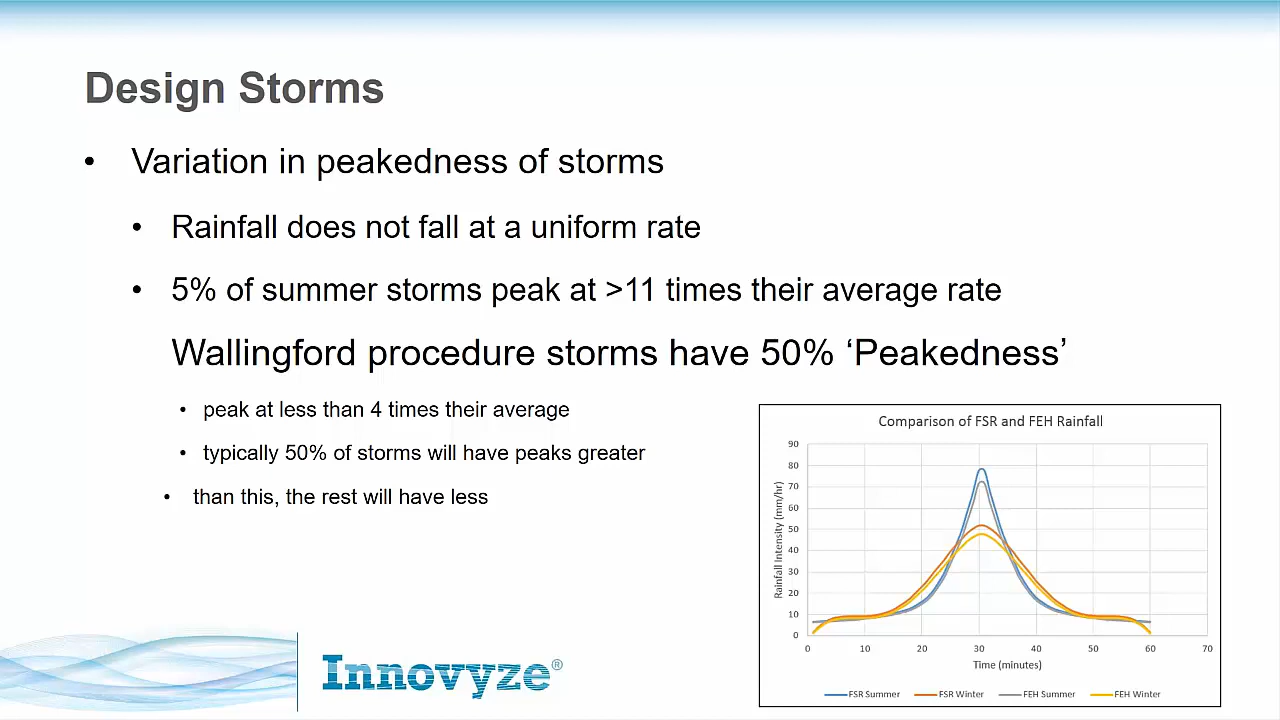 Design Storms
• Variation in peakedness of storms
• Rainfall does not fall at a uniform rate
• 5% of summer storms peak at >11 times their average rate
Wallingford procedure storms have 50% ‘Peakedness’
• peak at less than 4 times their average
• typically 50% of storms will have peaks greater
• than this, the rest will have less
Comparison of FSR and FEH Rainfall
Rainfall Intensity (mm/hr)
90
80
70
60
50
40
30
20
10
0
0 10 20 30 40 50 60 70
Time (minutes)
FSR Summer FSR Winter FEH Summer FEH Winter
Innovyze®